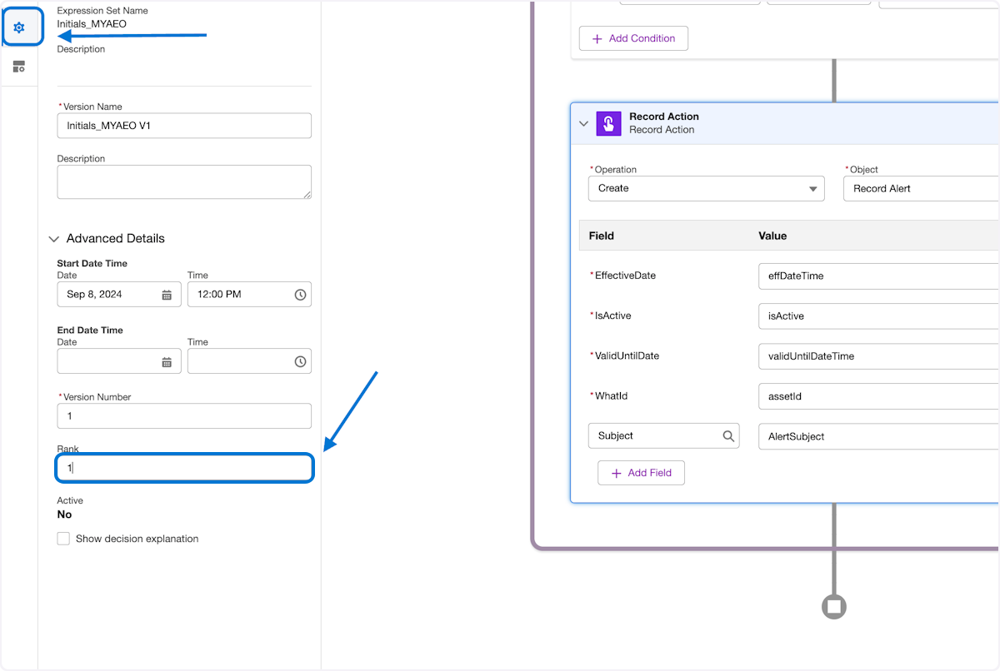 Expression Set Name
Initials_MYAEO
Description
*Version Name
Initials_MYAEO V1
Description
Advanced Details
Start Date Time
Date Time
Sep 8, 2024 12:00 PM
End Date Time
Date Time
*Version Number
1
Rank
1
Active
No
Show decision explanation
+ Add Condition
Record Action
Record Action
*Operation *Object
Create Record Alert
Field Value
*EffectiveDate effDateTime
*IsActive isActive
*ValidUntilDate validUntilDateTime
*WhatId assetId
Subject AlertSubject
+ Add Field